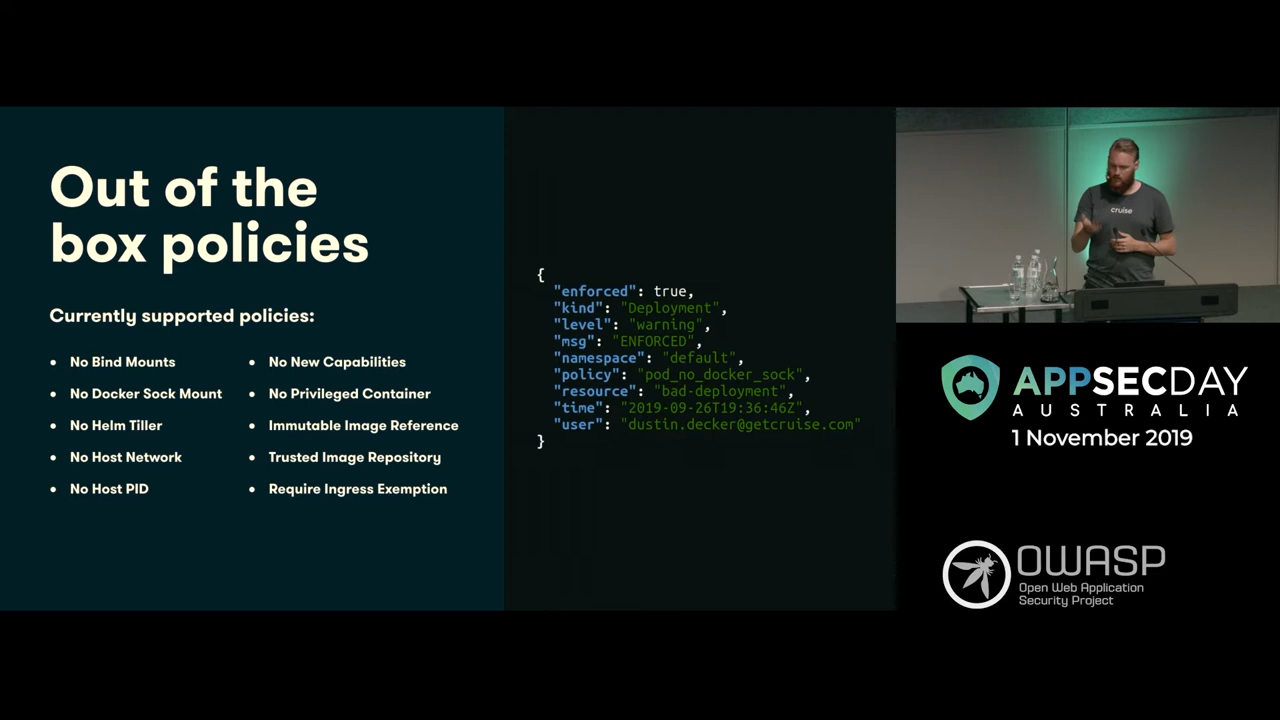 Out of the
box policies
Currently supported policies:
• No Bind Mounts
• No Docker Sock Mount
• No Helm Tiller
• No Host Network
• No Host PID
• No New Capabilities
• No Privileged Container
• Immutable Image Reference
• Trusted Image Repository
• Require Ingress Exemption
{
"enforced": true,
"kind": "Deployment",
"level": "warning",
"msg": "ENFORCED",
"namespace": "default",
"policy": "pod_no_docker_sock",
"resource": "bad-deployment",
"time": "2019-09-26T19:36:46Z",
"user": "dustin.decker@getcruise.com"
}
cruise
APPSECDAY
AUSTRALIA
1 November 2019
OWASP
Open Web Application
Security Project